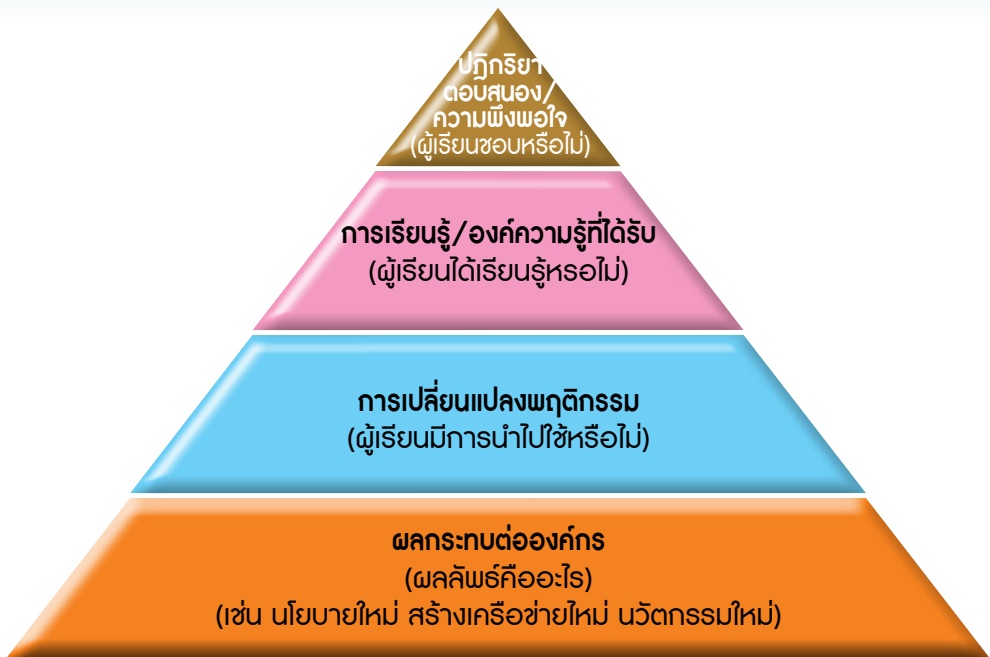 ปฏิกริยา
ตอบสนอง/
ความพึงพอใจ
(ผู้เรียนชอบหรือไม่)
การเรียนรู้/องค์ความรู้ที่ได้รับ
(ผู้เรียนได้เรียนรู้หรอไม่)
การเปลี่ยนแปลงพฤติกรรม
(ผู้เรียนมีการนำไปใช้หรือไม่)
ผลกระทบต่อองค์กร
(ผลลัพธ์คืออะไร)
(เช่น นโยบายใหม่ สร้างเครือข่ายใหม่ นวัตกรรมใหม่)